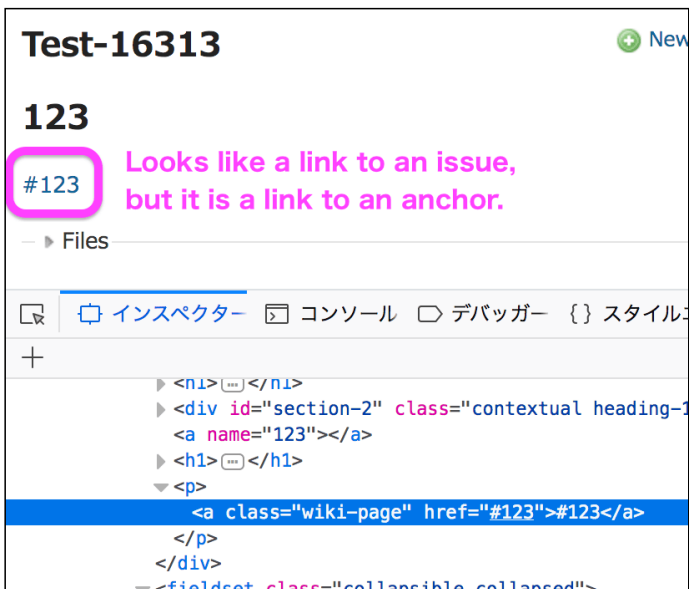 Test-16313
New
123
#123
Looks like a link to an issue,
but it is a link to an anchor.
Files
インスペクター コンソール デバッガー {} スタイル
+
<h1>…</h1>
<div id="section-2" class="contextual heading-1
<a name="123"></a>
<h1>…</h1>
<p>
<a class="wiki-page" href="#123">#123</a>
</p>
</div>
<fieldset class="collapsible collapsed">